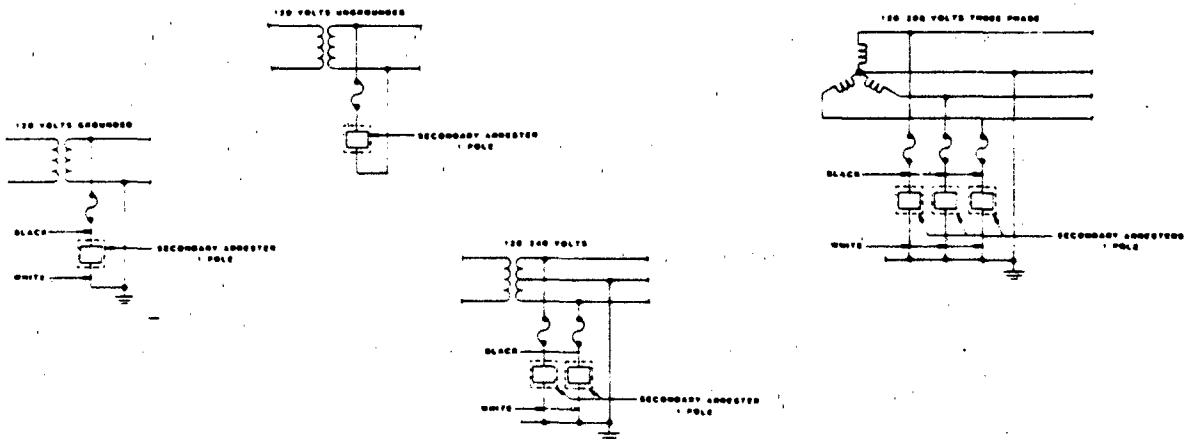 120 VOLTS UNGROUNDED
SECONDARY ARRESTER
1 POLE
120 VOLTS GROUNDED
BLACK
SECONDARY ARRESTER
1 POLE
WHITE
120 240 VOLTS
BLACK
SECONDARY ARRESTER
1 POLE
WHITE
120 208 VOLTS THREE PHASE
BLACK
SECONDARY ARRESTERS
1 POLE
WHITE